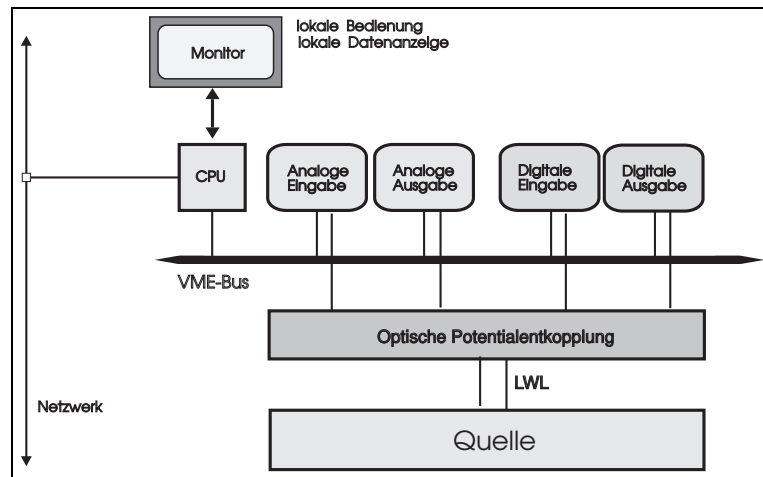 lokale Bedienung
lokale Datenanzeige
Monitor
CPU
Analoge
Eingabe
Analoge
Ausgabe
Digitale
Eingabe
Digitale
Ausgabe
VME-Bus
Optische Potentialentkopplung
LWL
Netzwerk
Quelle